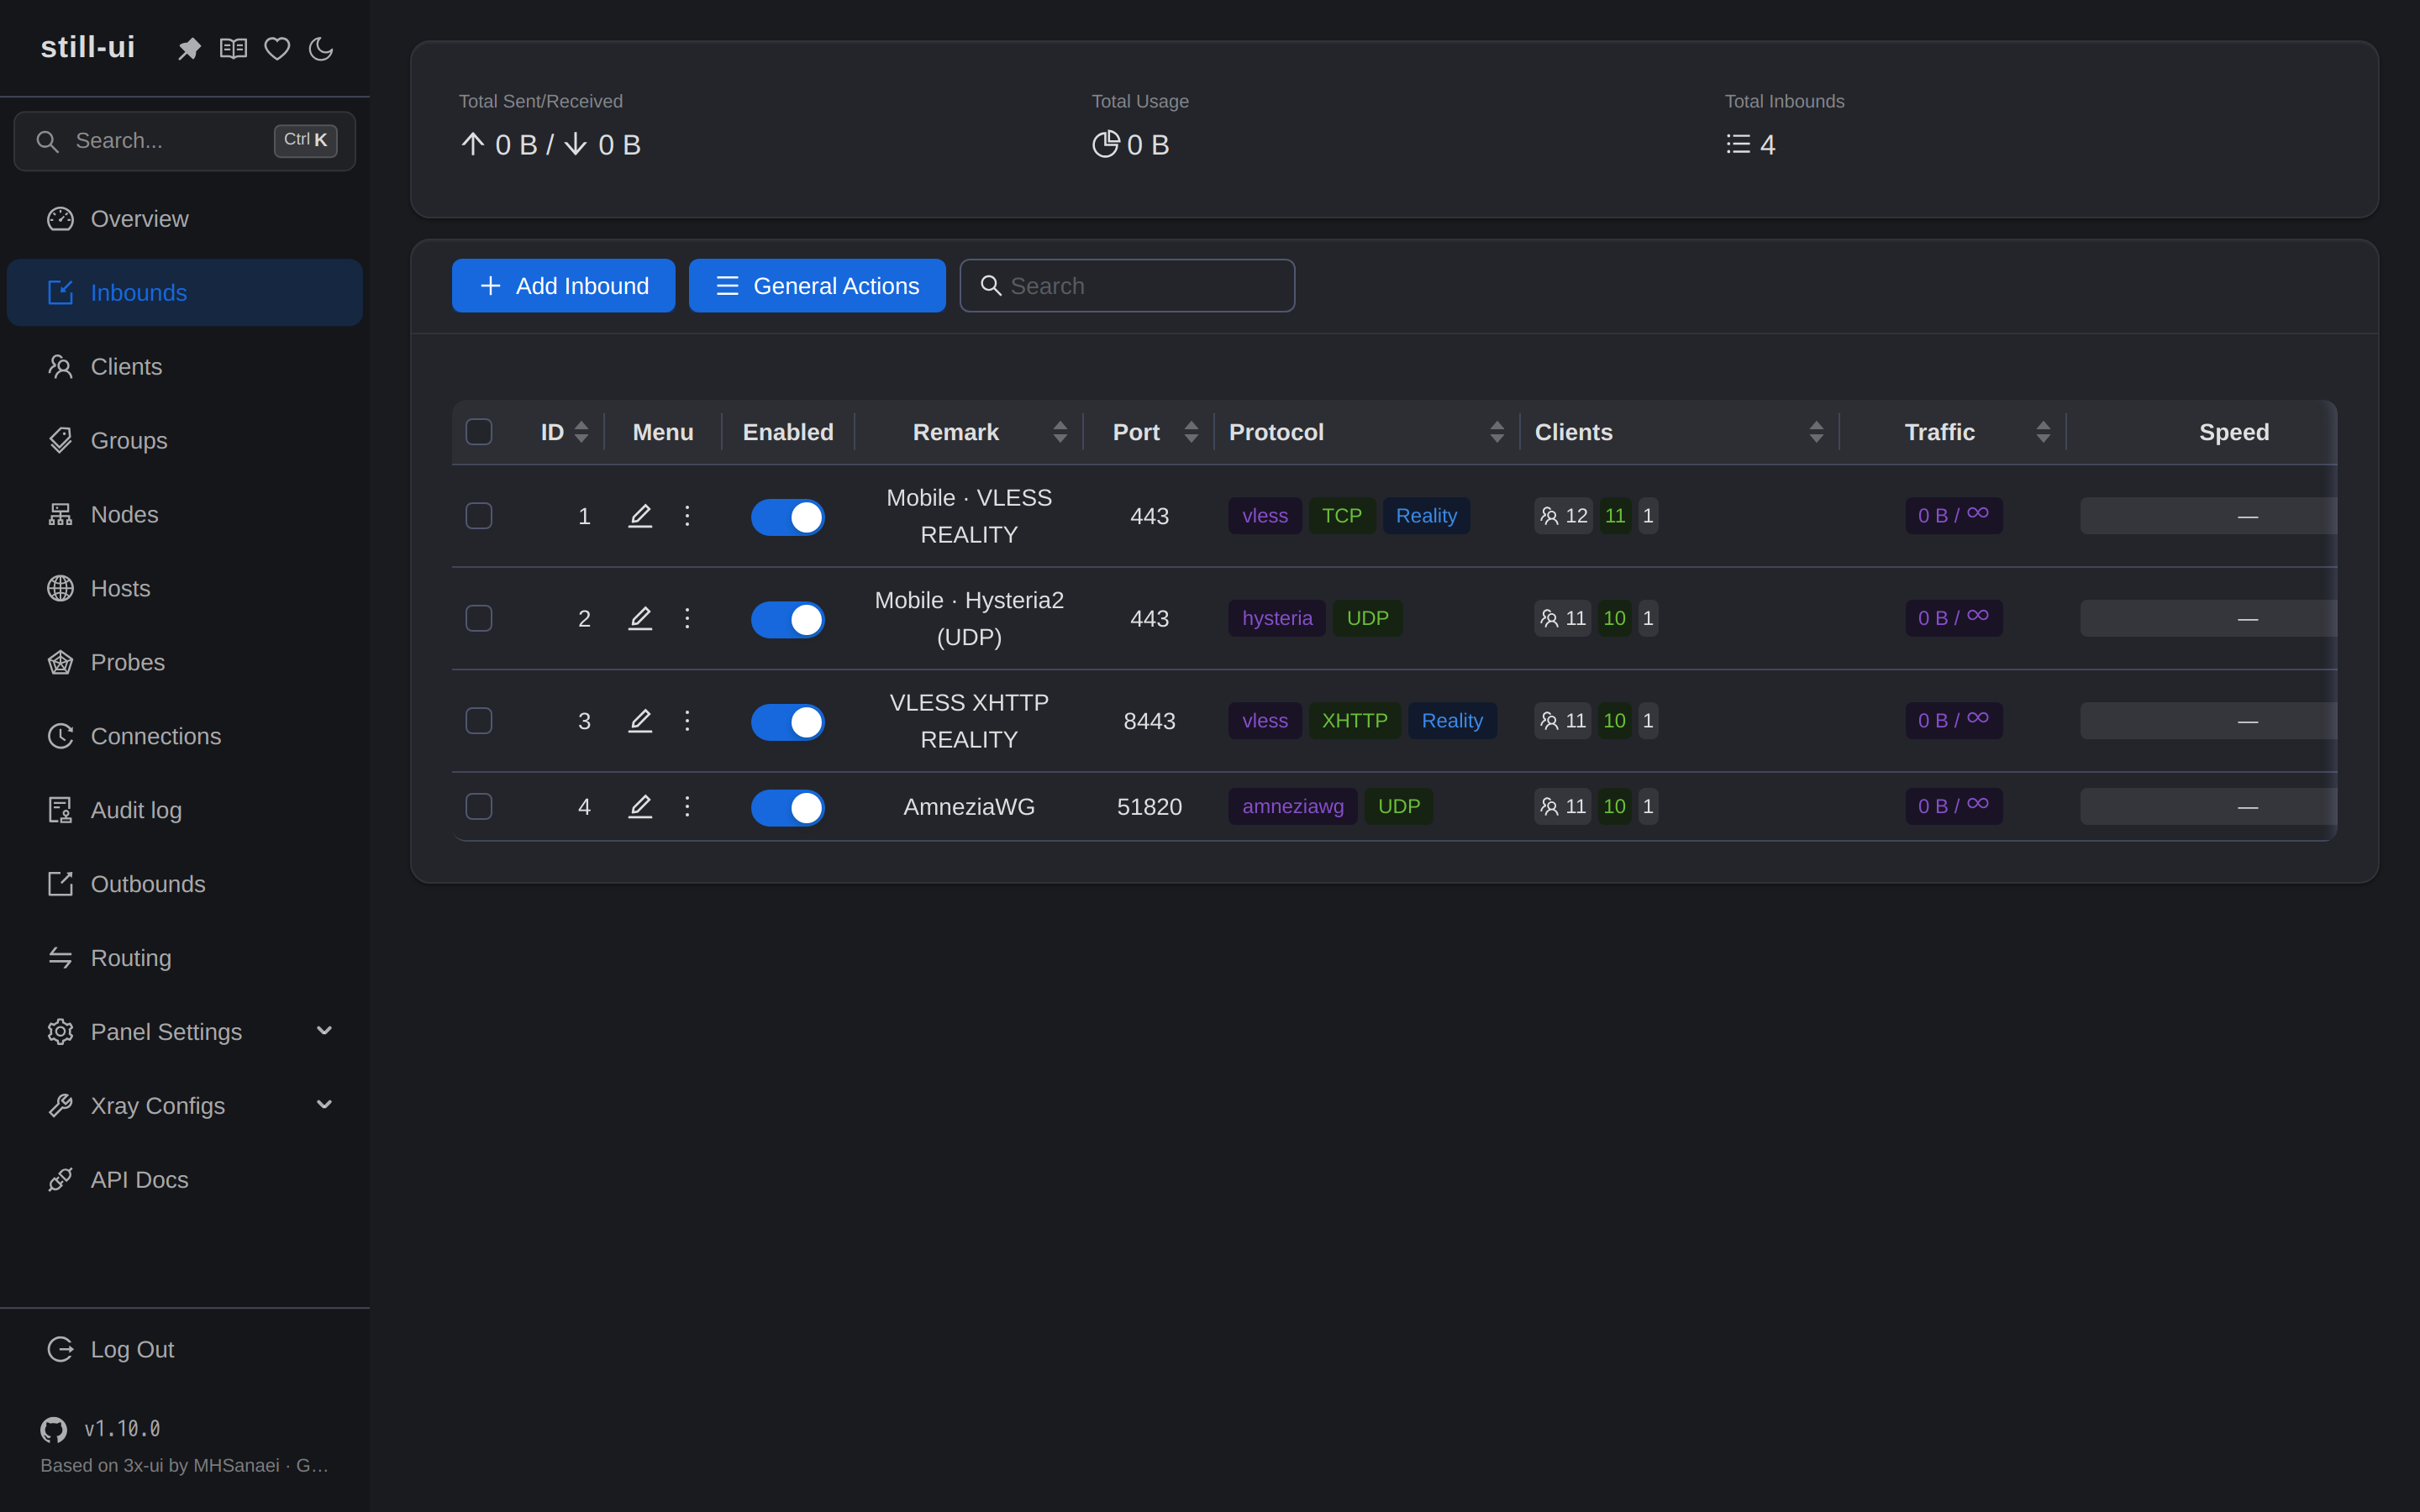 still-ui
Search...
Ctrl K
Overview
Inbounds
Clients
Groups
Nodes
Hosts
Probes
Connections
Audit log
Outbounds
Routing
Panel Settings
Xray Configs
API Docs
Log Out
v1.10.0
Based on 3x-ui by MHSanaei · G…
Total Sent/Received
0 B / 0 B
Total Usage
0 B
Total Inbounds
4
Add Inbound
General Actions
Search
ID Menu Enabled Remark Port Protocol Clients Traffic Speed
1 Mobile · VLESS REALITY 443 vless TCP Reality 12 11 1 0 B / ∞ —
2 Mobile · Hysteria2 (UDP) 443 hysteria UDP 11 10 1 0 B / ∞ —
3 VLESS XHTTP REALITY 8443 vless XHTTP Reality 11 10 1 0 B / ∞ —
4 AmneziaWG 51820 amneziawg UDP 11 10 1 0 B / ∞ —